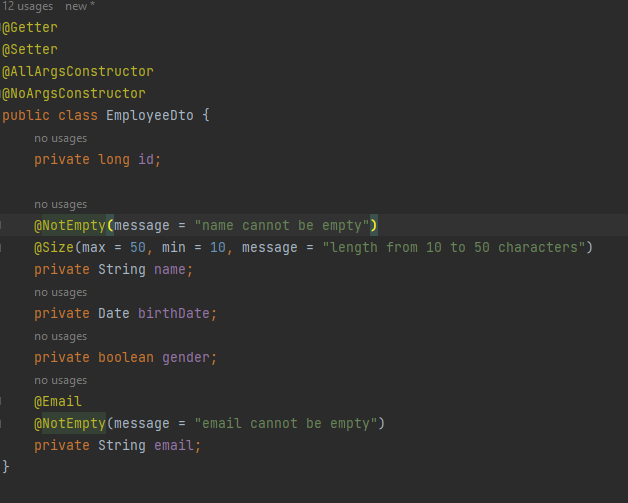 12 usages   new *
@Getter
@Setter
@AllArgsConstructor
@NoArgsConstructor
public class EmployeeDto {
no usages
private long id;
no usages
@NotEmpty(message = "name cannot be empty")
@Size(max = 50, min = 10, message = "length from 10 to 50 characters")
private String name;
no usages
private Date birthDate;
no usages
private boolean gender;
no usages
@Email
@NotEmpty(message = "email cannot be empty")
private String email;
}